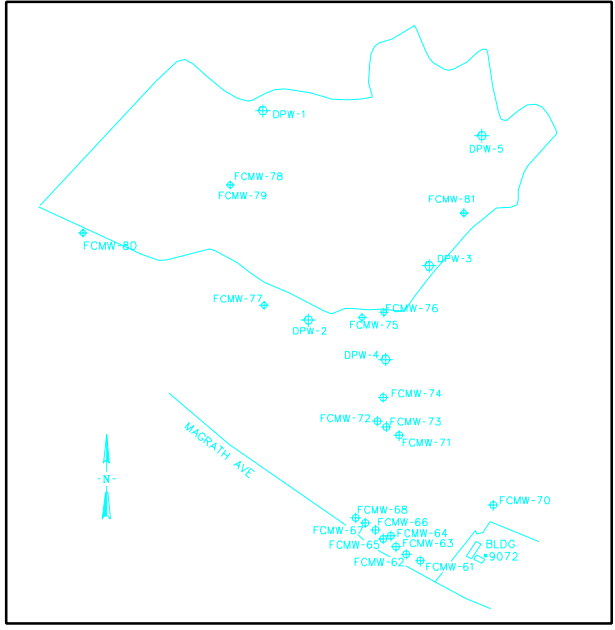 DPW-1
DPW-5
FCMW-78
FCMW-79
FCMW-81
FCMW-8D
DPW-3
FCMW-77
FCMW-76
DPW-2
FCMW-75
DPW-4
FCMW-74
FCMW-72
FCMW-73
FCMW-71
MAGRATH AVE
-N-
FCMW-70
FCMW-68
FCMW-66
FCMW-67
FCMW-64
FCMW-65
FCMW-63
BLDG
9072
FCMW-62
FCMW-61